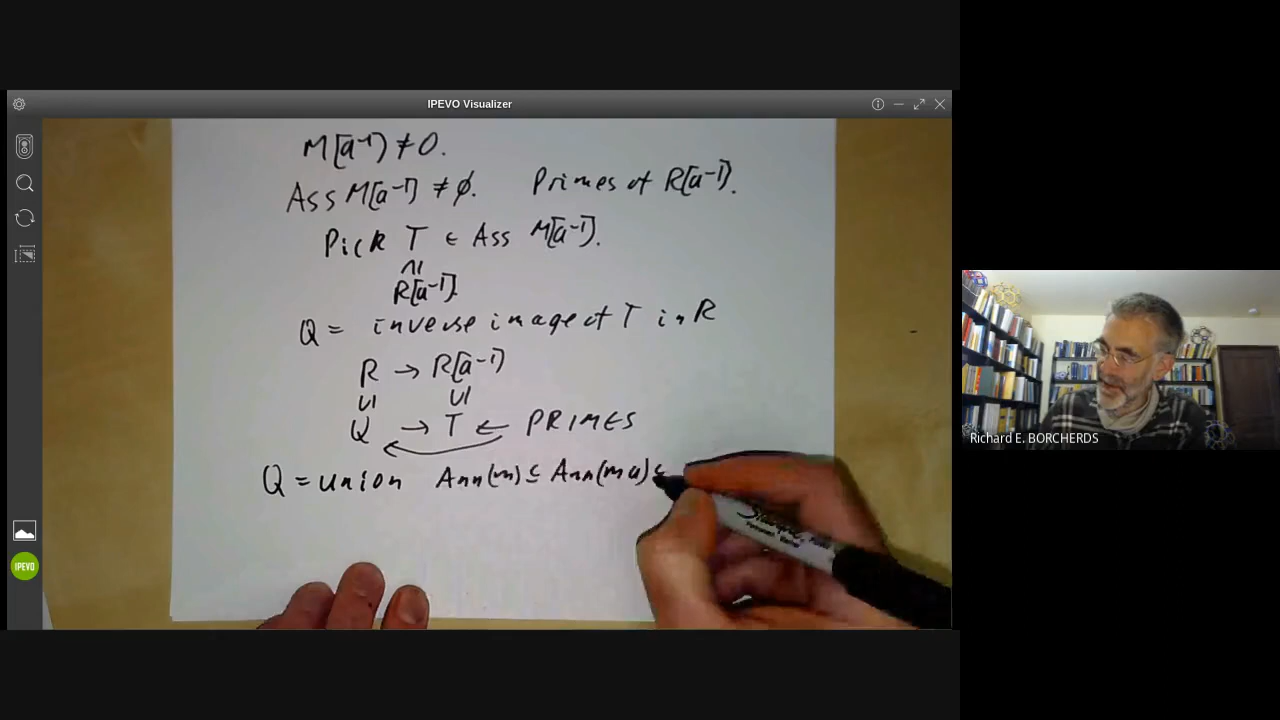 IPEVO Visualizer
M[a⁻¹] ≠ 0.
Ass M[a⁻¹] ≠ ∅. Primes of R[a⁻¹].
Pick T ∈ Ass M[a⁻¹].
∩|
R[a⁻¹].
Q = inverse image of T in R
R → R[a⁻¹]
∪| ∪|
Q → T ← PRIMES
Q = union Ann(m) ⊆ Ann(ma) ⊆
Sharpie
IPEVO
Richard E. BORCHERDS